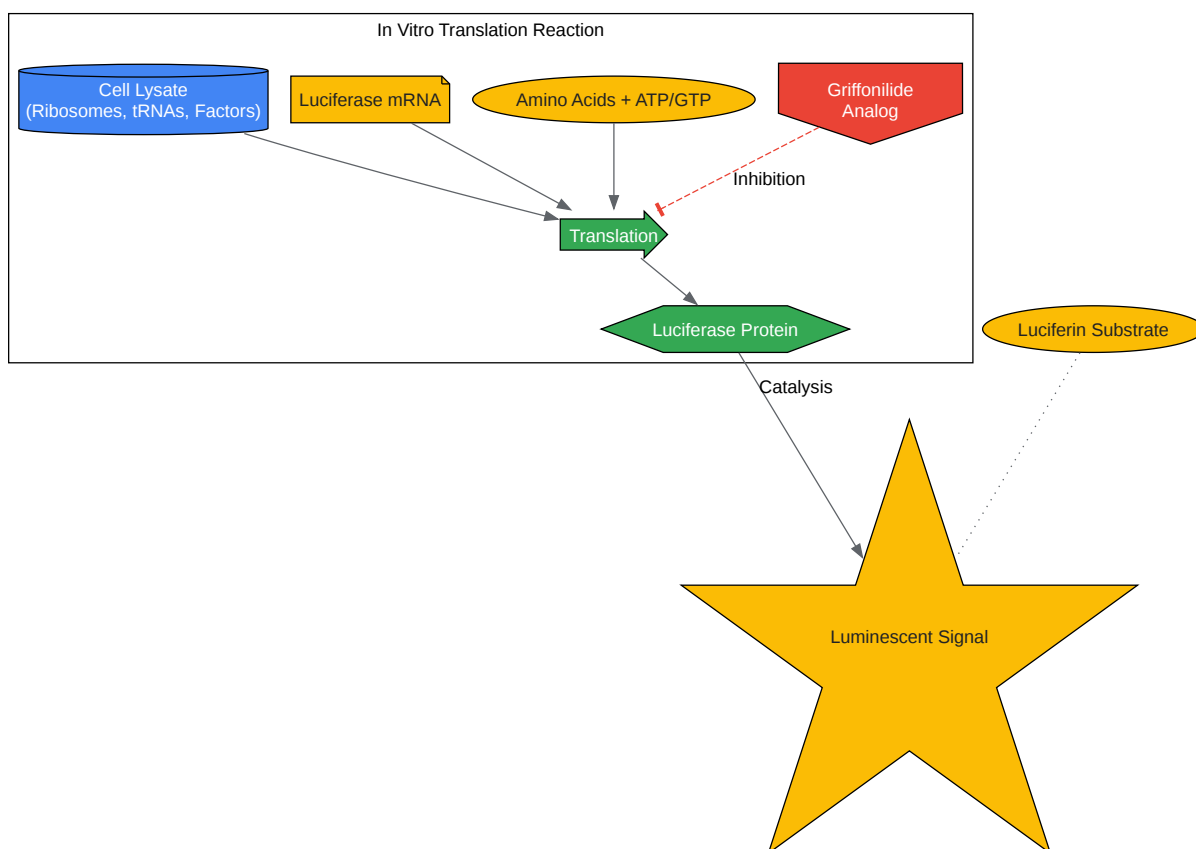 In Vitro Translation Reaction
Cell Lysate
(Ribosomes, tRNAs, Factors)
Luciferase mRNA
Amino Acids + ATP/GTP
Griffonilide
Analog
Inhibition
Translation
Luciferase Protein
Luciferin Substrate
Catalysis
Luminescent Signal